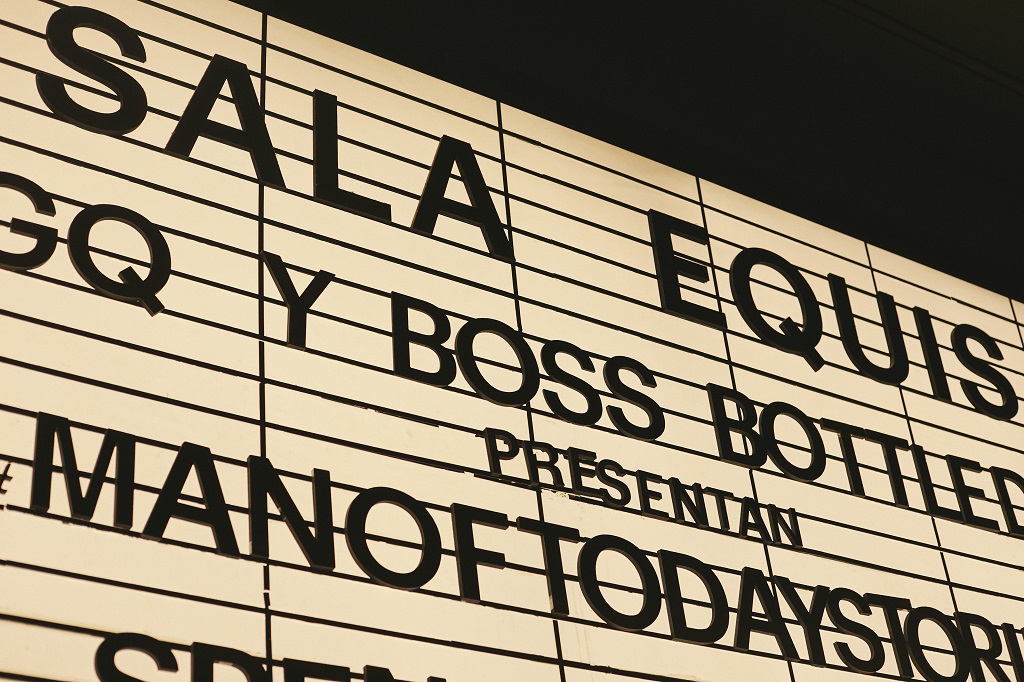 SALA EQUIS
GQ Y BOSS BOTTLED
PRESENTAN
#MANOFTODAYSTORI